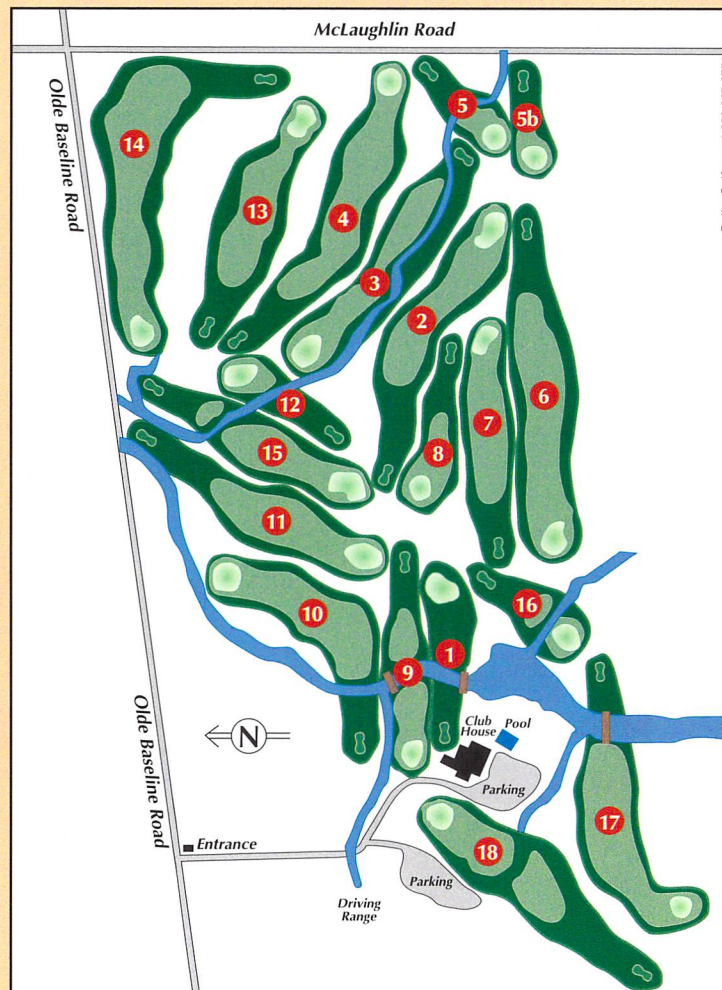 McLaughlin Road
Olde Baseline Road
14
13
4
5
5b
3
2
12
6
7
8
15
11
10
16
9
1
Club
House
Pool
N
Parking
Olde Baseline Road
Entrance
17
18
Parking
Driving
Range